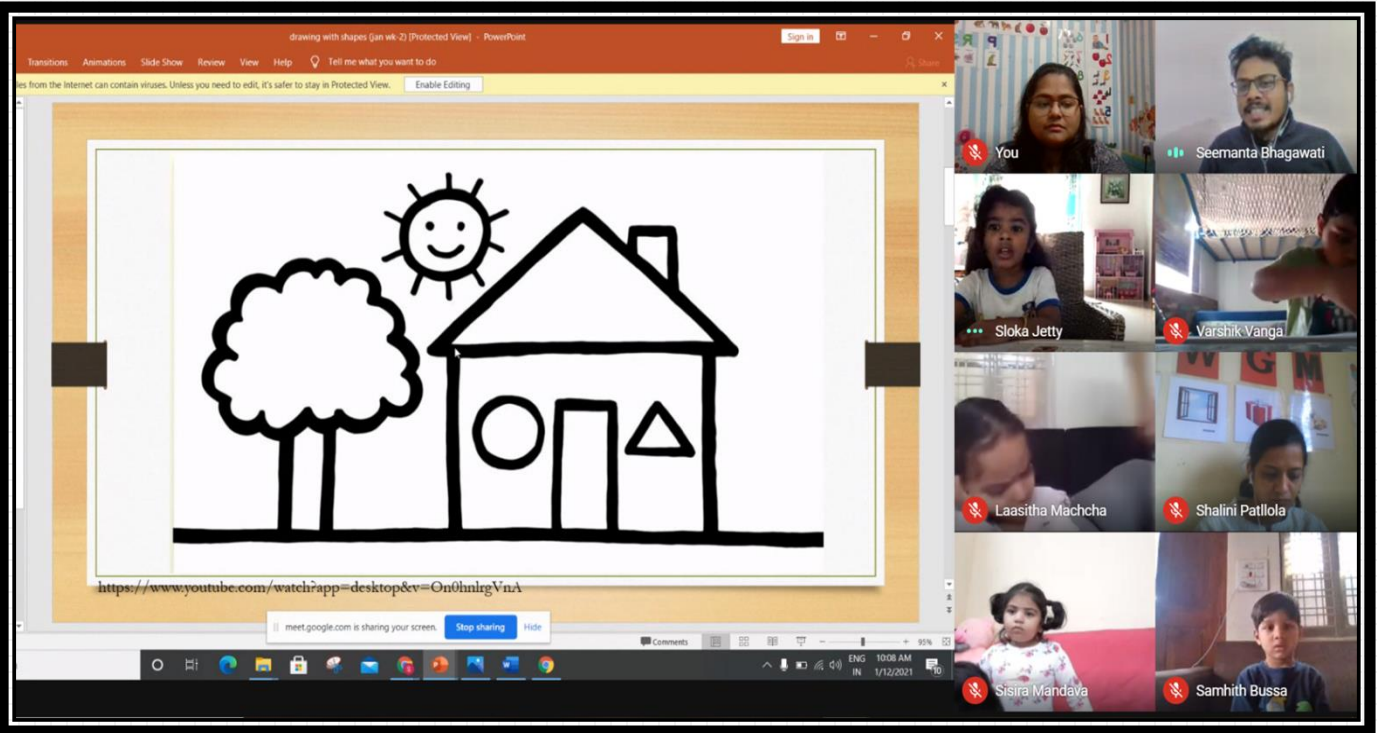 drawing with shapes (jan wk-2) [Protected View] - PowerPoint
Sign in
Transitions Animations Slide Show Review View Help Tell me what you want to do
Share
les from the Internet can contain viruses. Unless you need to edit, it's safer to stay in Protected View. Enable Editing
https://www.youtube.com/watch?app=desktop&v=On0hnlrgVnA
meet.google.com is sharing your screen. Stop sharing Hide
Comments
95%
ENG 10:08 AM
IN 1/12/2021
10
You
Seemanta Bhagawati
Sloka Jetty
Varshik Vanga
W G M
Laasitha Machcha
Shalini Patllola
Sisira Mandava
Samhith Bussa